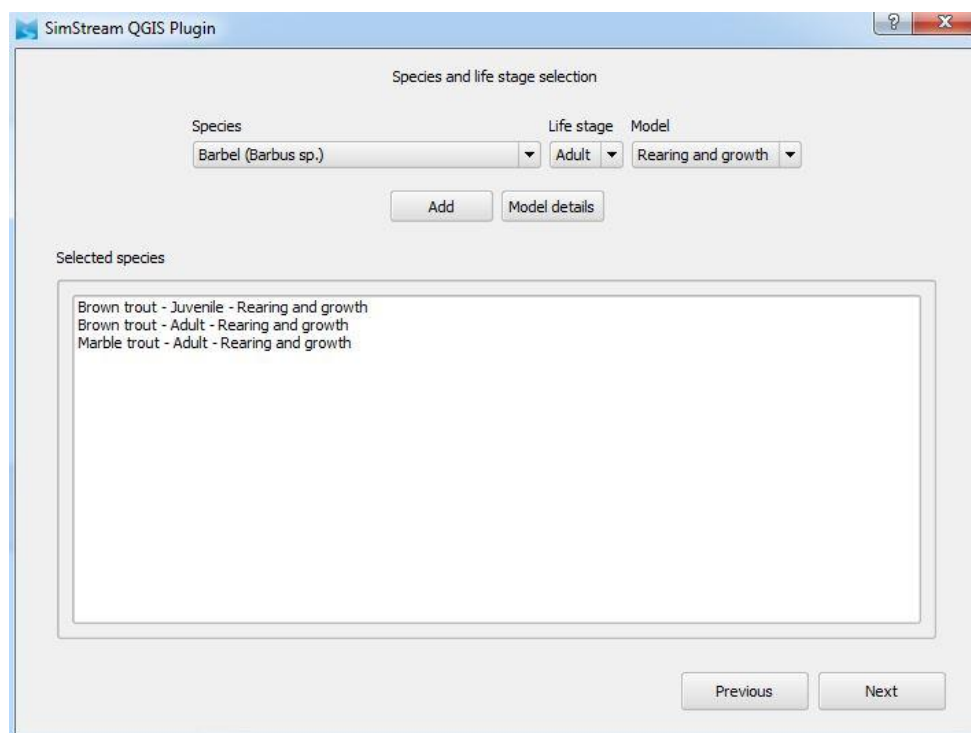 SimStream QGIS Plugin
Species and life stage selection
Species Life stage Model
Barbel (Barbus sp.) Adult Rearing and growth
Add Model details
Selected species
Brown trout - Juvenile - Rearing and growth
Brown trout - Adult - Rearing and growth
Marble trout - Adult - Rearing and growth
Previous Next